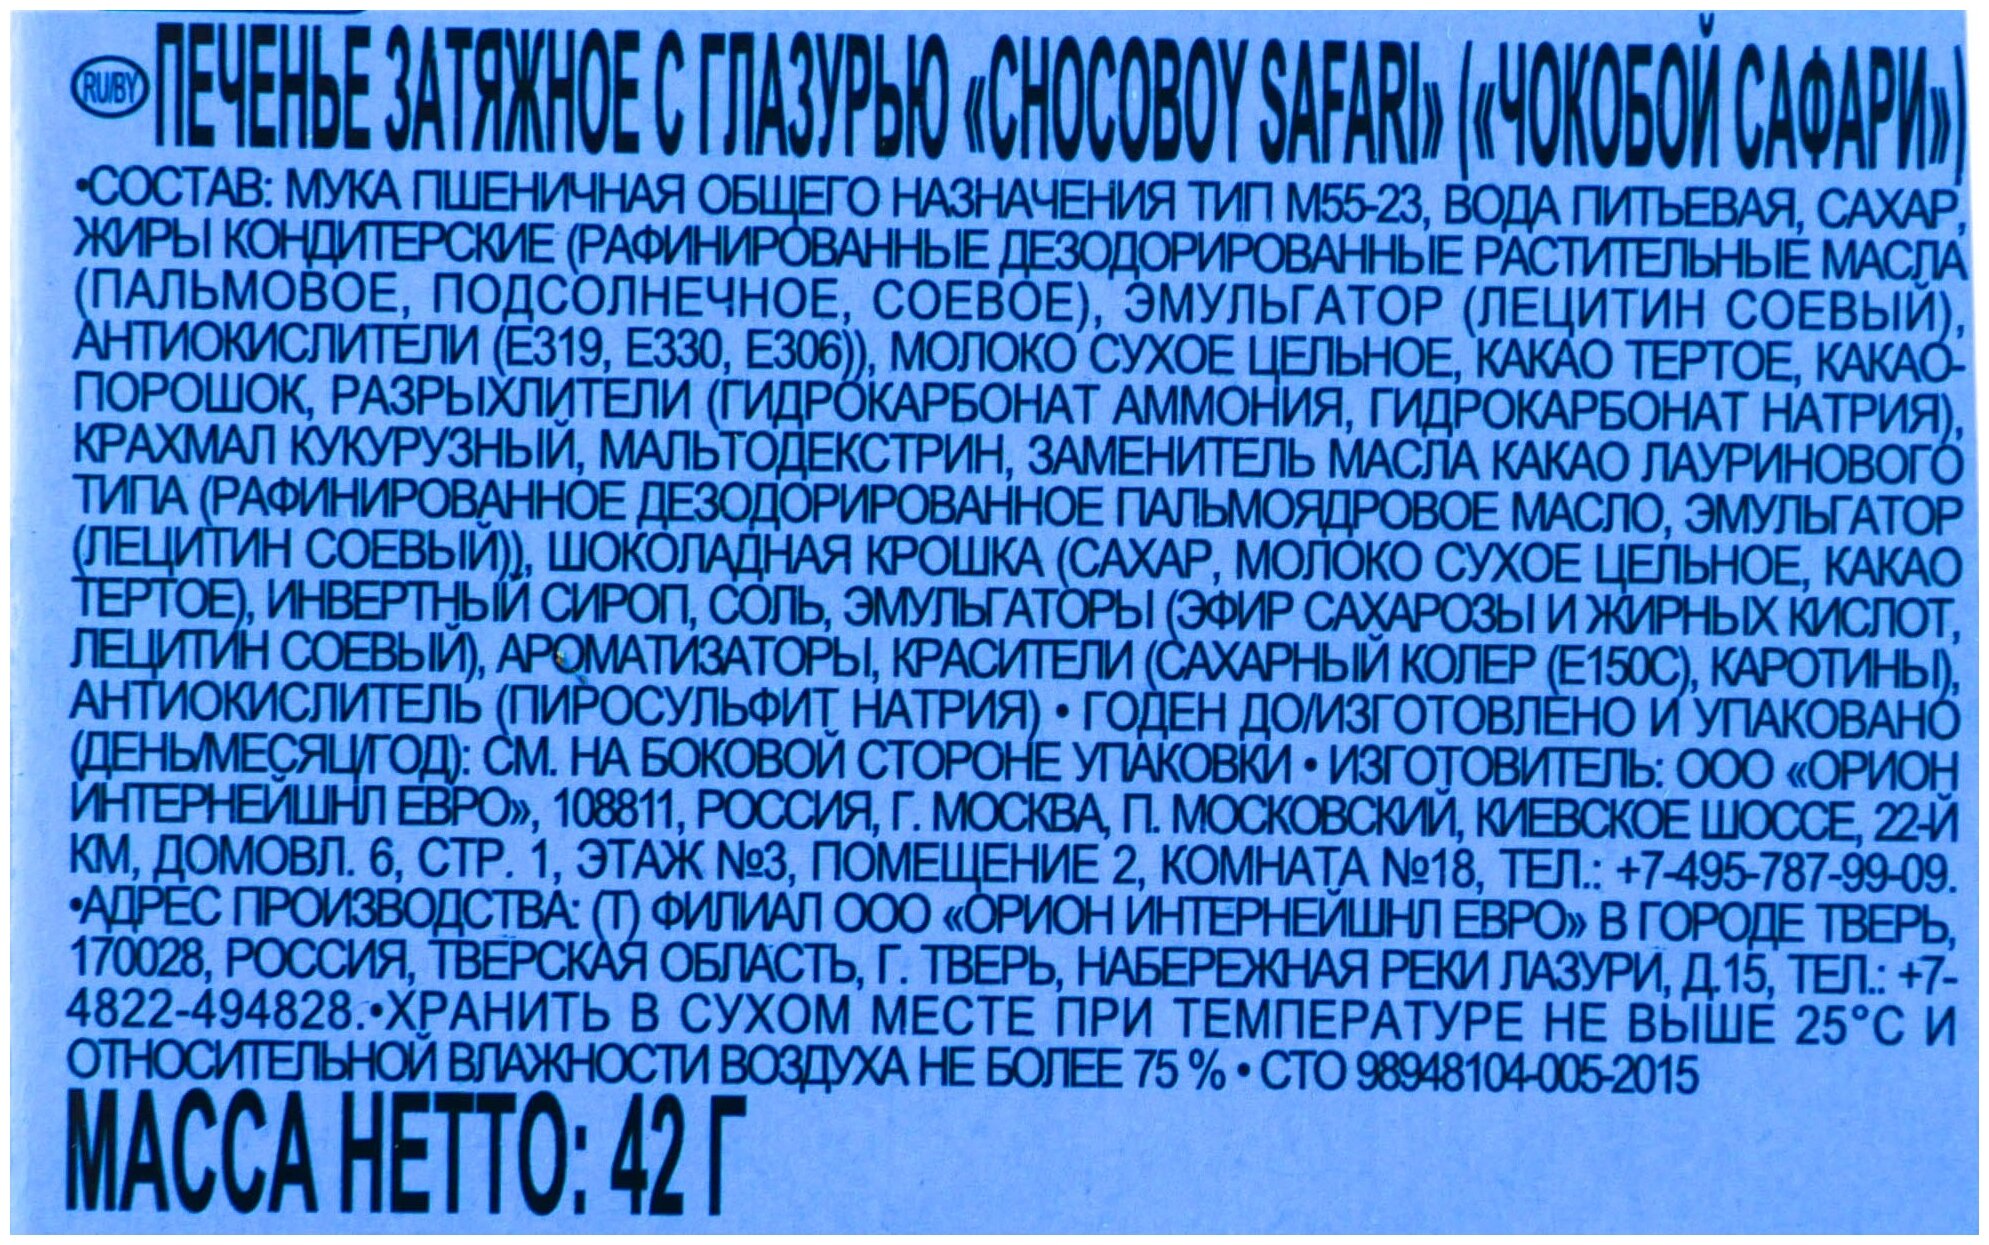 RU/BY ПЕЧЕНЬЕ ЗАТЯЖНОЕ С ГЛАЗУРЬЮ «CHOCOBOY SAFARI» («ЧОКОБОЙ САФАРИ»)
•СОСТАВ: МУКА ПШЕНИЧНАЯ ОБЩЕГО НАЗНАЧЕНИЯ ТИП М55-23, ВОДА ПИТЬЕВАЯ, САХАР,
ЖИРЫ КОНДИТЕРСКИЕ (РАФИНИРОВАННЫЕ ДЕЗОДОРИРОВАННЫЕ РАСТИТЕЛЬНЫЕ МАСЛА
(ПАЛЬМОВОЕ, ПОДСОЛНЕЧНОЕ, СОЕВОЕ), ЭМУЛЬГАТОР (ЛЕЦИТИН СОЕВЫЙ),
АНТИОКИСЛИТЕЛИ (Е319, Е330, Е306)), МОЛОКО СУХОЕ ЦЕЛЬНОЕ, КАКАО ТЕРТОЕ, КАКАО-
ПОРОШОК, РАЗРЫХЛИТЕЛИ (ГИДРОКАРБОНАТ АММОНИЯ, ГИДРОКАРБОНАТ НАТРИЯ),
КРАХМАЛ КУКУРУЗНЫЙ, МАЛЬТОДЕКСТРИН, ЗАМЕНИТЕЛЬ МАСЛА КАКАО ЛАУРИНОВОГО
ТИПА (РАФИНИРОВАННОЕ ДЕЗОДОРИРОВАННОЕ ПАЛЬМОЯДРОВОЕ МАСЛО, ЭМУЛЬГАТОР
(ЛЕЦИТИН СОЕВЫЙ)), ШОКОЛАДНАЯ КРОШКА (САХАР, МОЛОКО СУХОЕ ЦЕЛЬНОЕ, КАКАО
ТЕРТОЕ), ИНВЕРТНЫЙ СИРОП, СОЛЬ, ЭМУЛЬГАТОРЫ (ЭФИР САХАРОЗЫ И ЖИРНЫХ КИСЛОТ,
ЛЕЦИТИН СОЕВЫЙ), АРОМАТИЗАТОРЫ, КРАСИТЕЛИ (САХАРНЫЙ КОЛЕР (Е150С), КАРОТИНЫ),
АНТИОКИСЛИТЕЛЬ (ПИРОСУЛЬФИТ НАТРИЯ) • ГОДЕН ДО/ИЗГОТОВЛЕНО И УПАКОВАНО
(ДЕНЬ/МЕСЯЦ/ГОД): СМ. НА БОКОВОЙ СТОРОНЕ УПАКОВКИ • ИЗГОТОВИТЕЛЬ: ООО «ОРИОН
ИНТЕРНЕЙШНЛ ЕВРО», 108811, РОССИЯ, Г. МОСКВА, П. МОСКОВСКИЙ, КИЕВСКОЕ ШОССЕ, 22-Й
КМ, ДОМОВЛ. 6, СТР. 1, ЭТАЖ №3, ПОМЕЩЕНИЕ 2, КОМНАТА №18, ТЕЛ.: +7-495-787-99-09.
•АДРЕС ПРОИЗВОДСТВА: (Т) ФИЛИАЛ ООО «ОРИОН ИНТЕРНЕЙШНЛ ЕВРО» В ГОРОДЕ ТВЕРЬ,
170028, РОССИЯ, ТВЕРСКАЯ ОБЛАСТЬ, Г. ТВЕРЬ, НАБЕРЕЖНАЯ РЕКИ ЛАЗУРИ, Д.15, ТЕЛ.: +7-
4822-494828.•ХРАНИТЬ В СУХОМ МЕСТЕ ПРИ ТЕМПЕРАТУРЕ НЕ ВЫШЕ 25°С И
ОТНОСИТЕЛЬНОЙ ВЛАЖНОСТИ ВОЗДУХА НЕ БОЛЕЕ 75 % • СТО 98948104-005-2015
МАССА НЕТТО: 42 Г